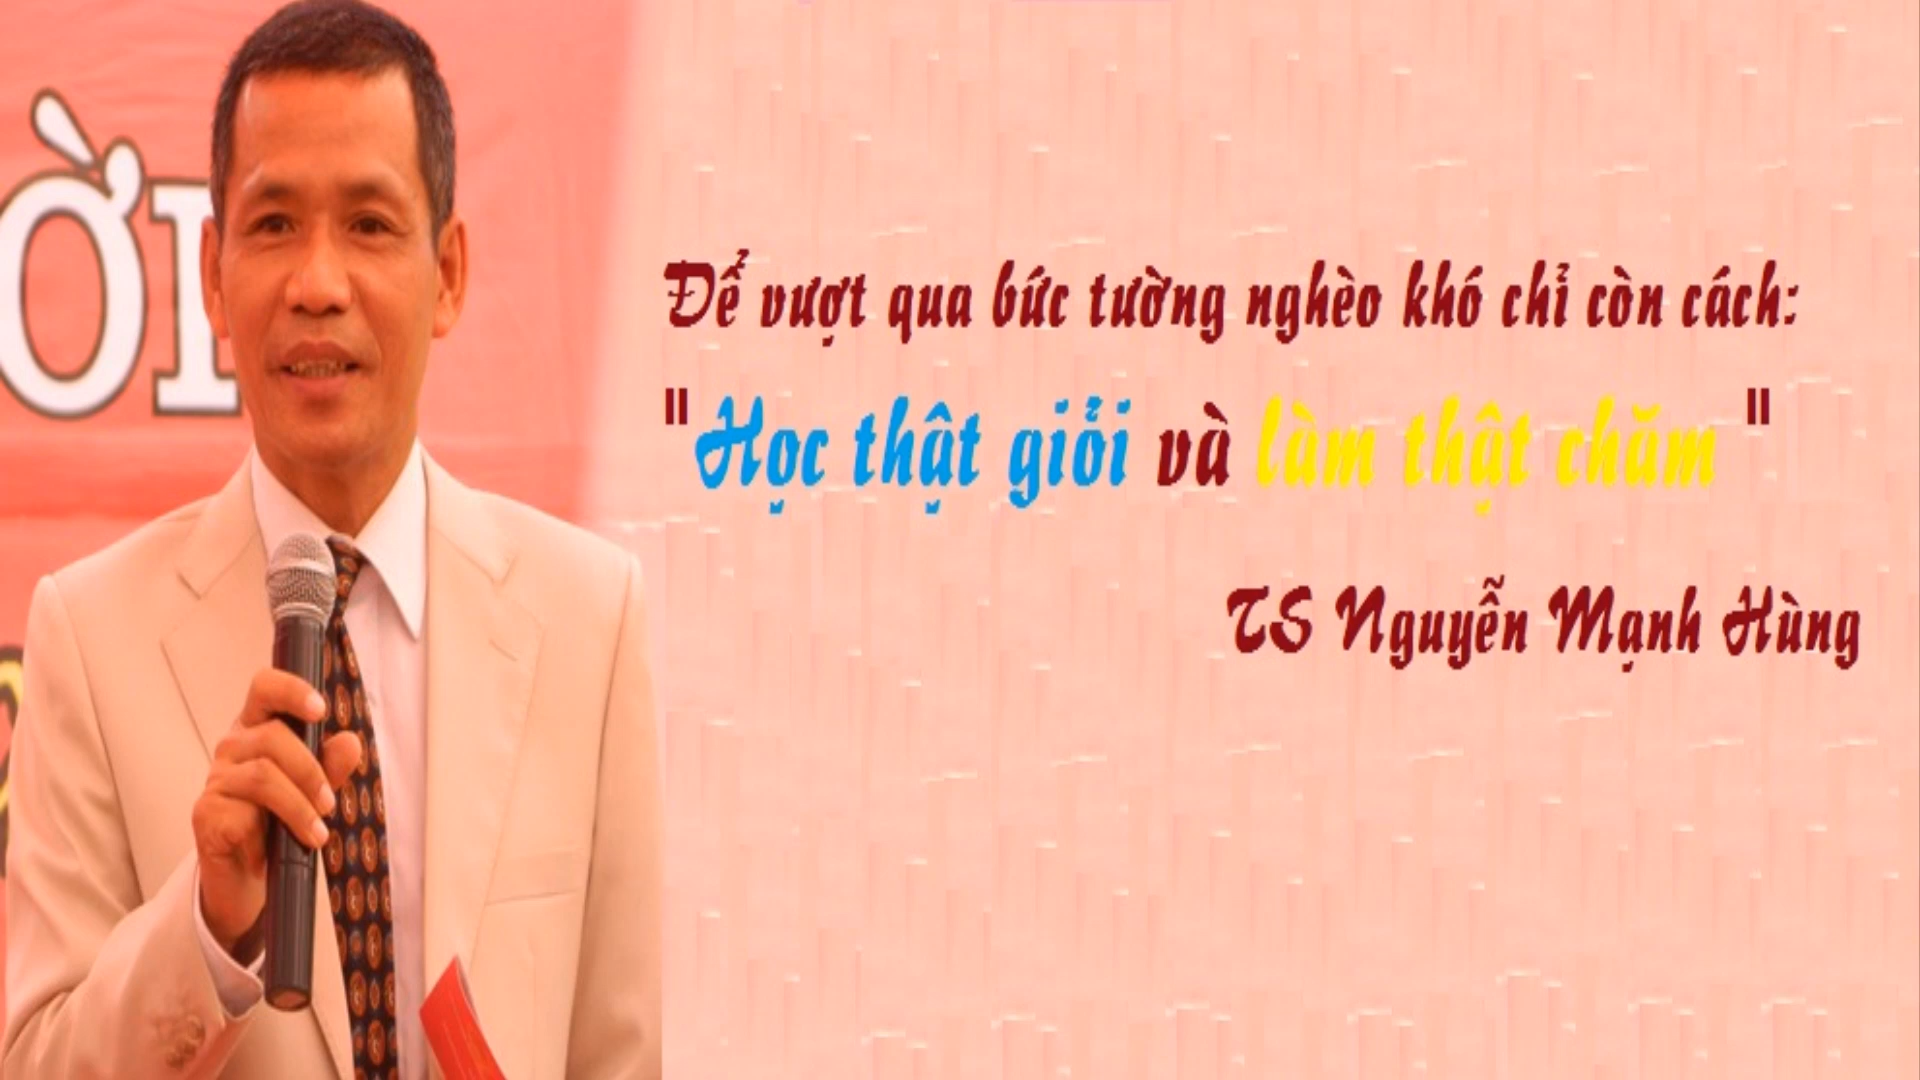 ỜI
Để vượt qua bức tường nghèo khó chỉ còn cách:
"Học thật giỏi và làm thật chăm "
TS Nguyễn Mạnh Hùng